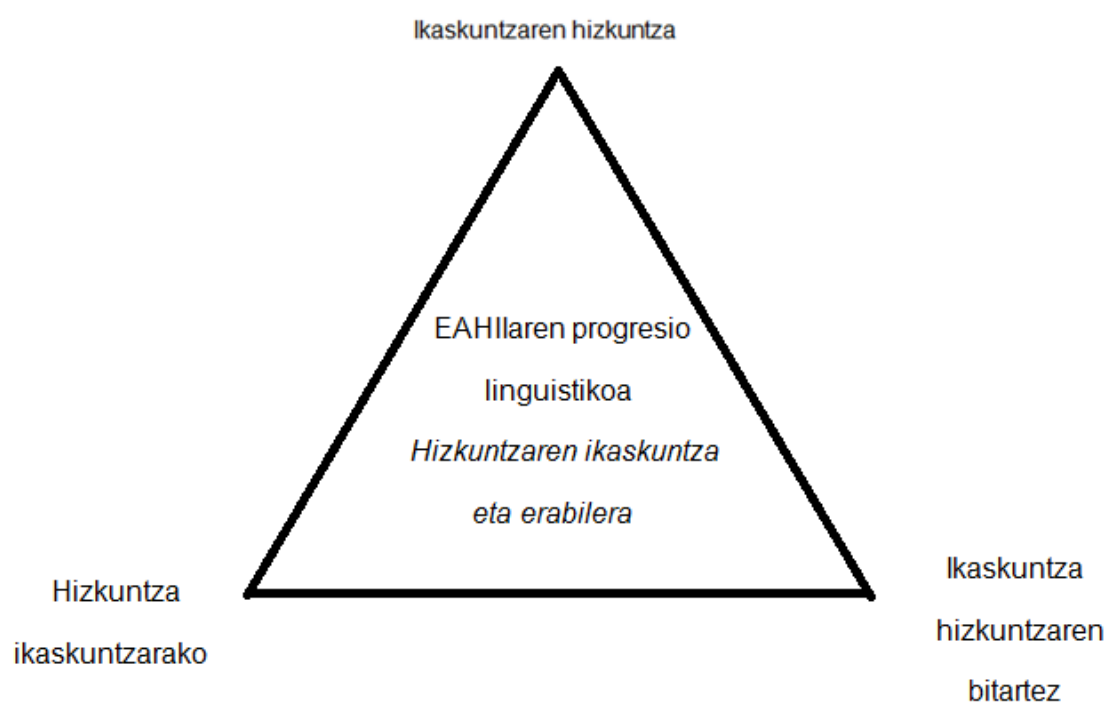 Ikaskuntzaren hizkuntza
EAHIlaren progresio
linguistikoa
Hizkuntzaren ikaskuntza
eta erabilera
Hizkuntza
ikaskuntzarako
Ikaskuntza
hizkuntzaren
bitartez